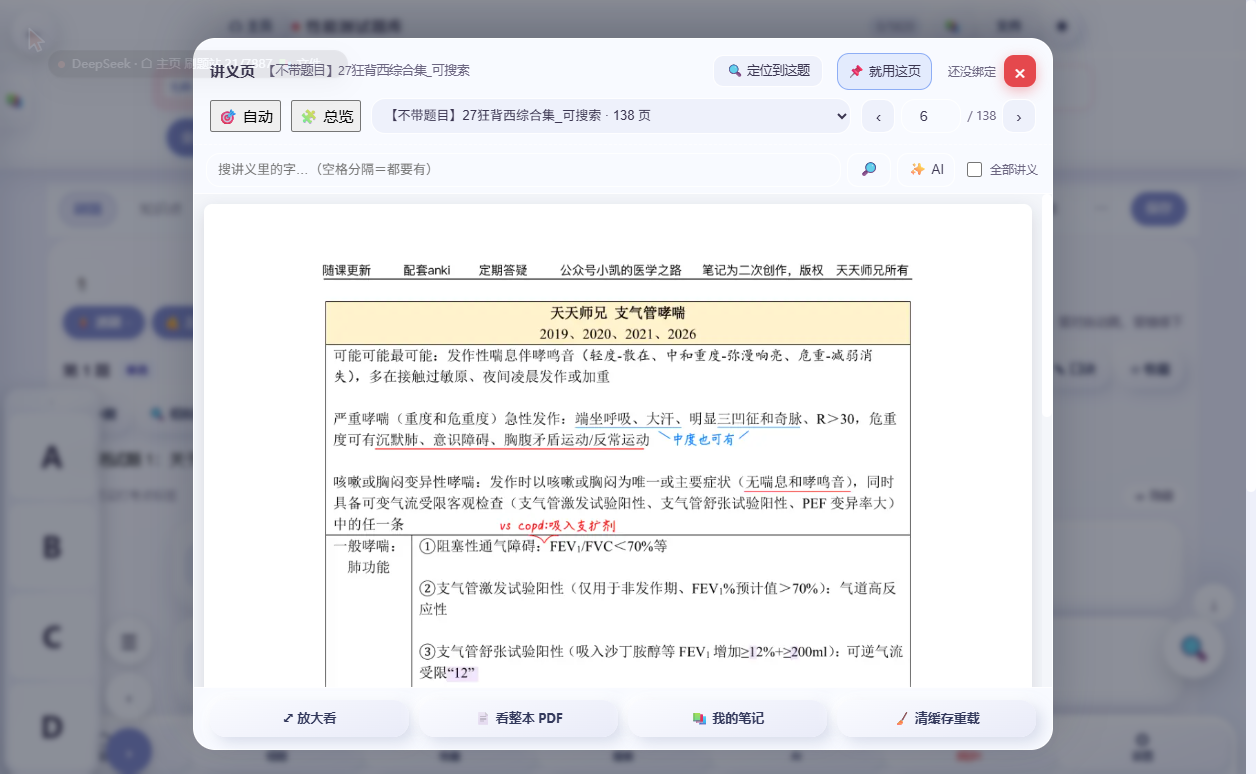 主页
DeepSeek · 主页
讲义页 【不带题目】27狂背西综合集_可搜索
定位到这题
就用这页
还没绑定
自动
总览
【不带题目】27狂背西综合集_可搜索 · 138 页
‹ 6 / 138 ›
搜讲义里的字…（空格分隔＝都要有）
AI
全部讲义
随课更新 配套anki 定期答疑 公众号小凯的医学之路 笔记为二次创作，版权 天天师兄所有
天天师兄 支气管哮喘
2019、2020、2021、2026
可能可能最可能：发作性喘息伴哮鸣音（轻度-散在、中和重度-弥漫响亮、危重-减弱消
失），多在接触过敏原、夜间凌晨发作或加重
严重哮喘（重度和危重度）急性发作：端坐呼吸、大汗、明显三凹征和奇脉、R＞30，危重
度可有沉默肺、意识障碍、胸腹矛盾运动/反常运动
中度也可有
咳嗽或胸闷变异性哮喘：发作时以咳嗽或胸闷为唯一或主要症状（无喘息和哮鸣音），同时
具备可变气流受限客观检查（支气管激发试验阳性、支气管舒张试验阳性、PEF 变异率大）
中的任一条
vs copd:吸入支扩剂
一般哮喘：
肺功能
①阻塞性通气障碍：FEV₁/FVC＜70%等
②支气管激发试验阳性（仅用于非发作期、FEV₁%预计值＞70%）：气道高反
应性
③支气管舒张试验阳性（吸入沙丁胺醇等 FEV₁ 增加≥12%+≥200ml）：可逆气流
受限“12”
A
B
C
D
⤢ 放大看
看整本 PDF
我的笔记
清缓存重载